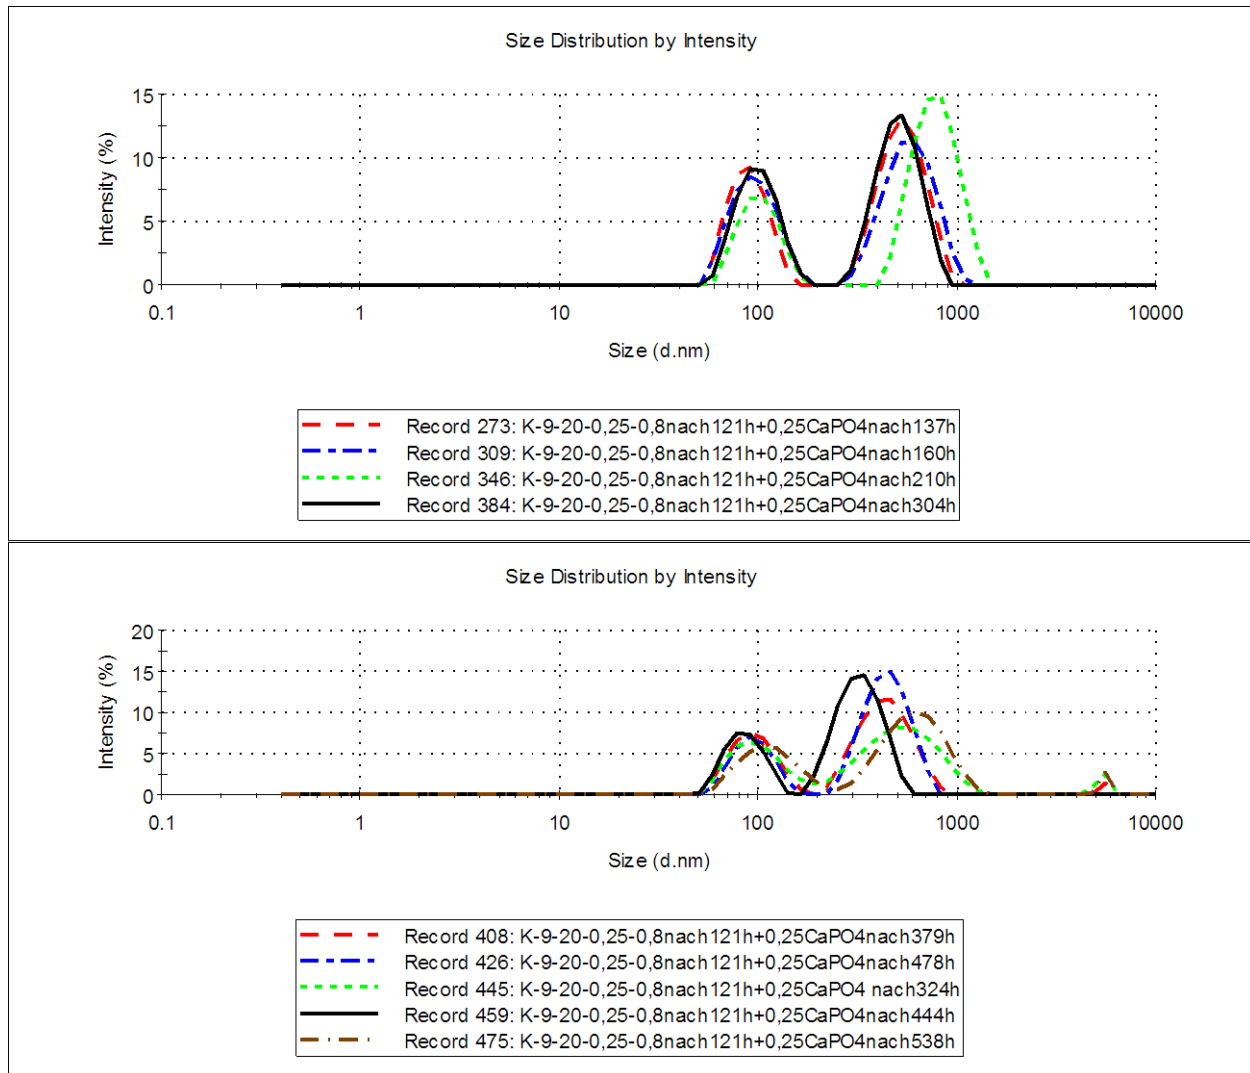 Size Distribution by Intensity
15
10
5
0
0.1 1 10 100 1000 10000
Intensity (%)
Size (d.nm)
Record 273: K-9-20-0,25-0,8nach121h+0,25CaPO4nach137h
Record 309: K-9-20-0,25-0,8nach121h+0,25CaPO4nach160h
Record 346: K-9-20-0,25-0,8nach121h+0,25CaPO4nach210h
Record 384: K-9-20-0,25-0,8nach121h+0,25CaPO4nach304h
Size Distribution by Intensity
20
15
10
5
0
0.1 1 10 100 1000 10000
Intensity (%)
Size (d.nm)
Record 408: K-9-20-0,25-0,8nach121h+0,25CaPO4nach379h
Record 426: K-9-20-0,25-0,8nach121h+0,25CaPO4nach478h
Record 445: K-9-20-0,25-0,8nach121h+0,25CaPO4 nach324h
Record 459: K-9-20-0,25-0,8nach121h+0,25CaPO4nach444h
Record 475: K-9-20-0,25-0,8nach121h+0,25CaPO4nach538h